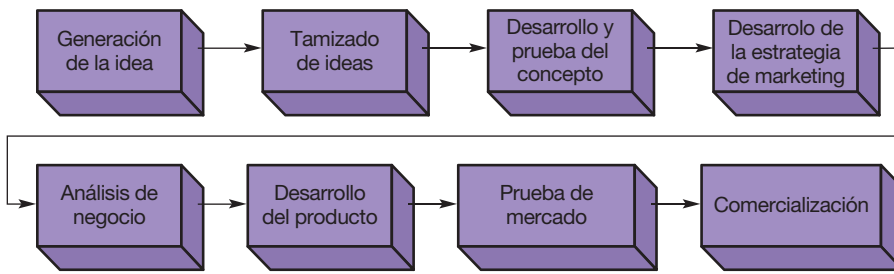 Generación
de la idea
Tamizado
de ideas
Desarrollo y
prueba del
concepto
Desarrolo de
la estrategia
de marketing
Análisis de
negocio
Desarrollo
del producto
Prueba de
mercado
Comercialización